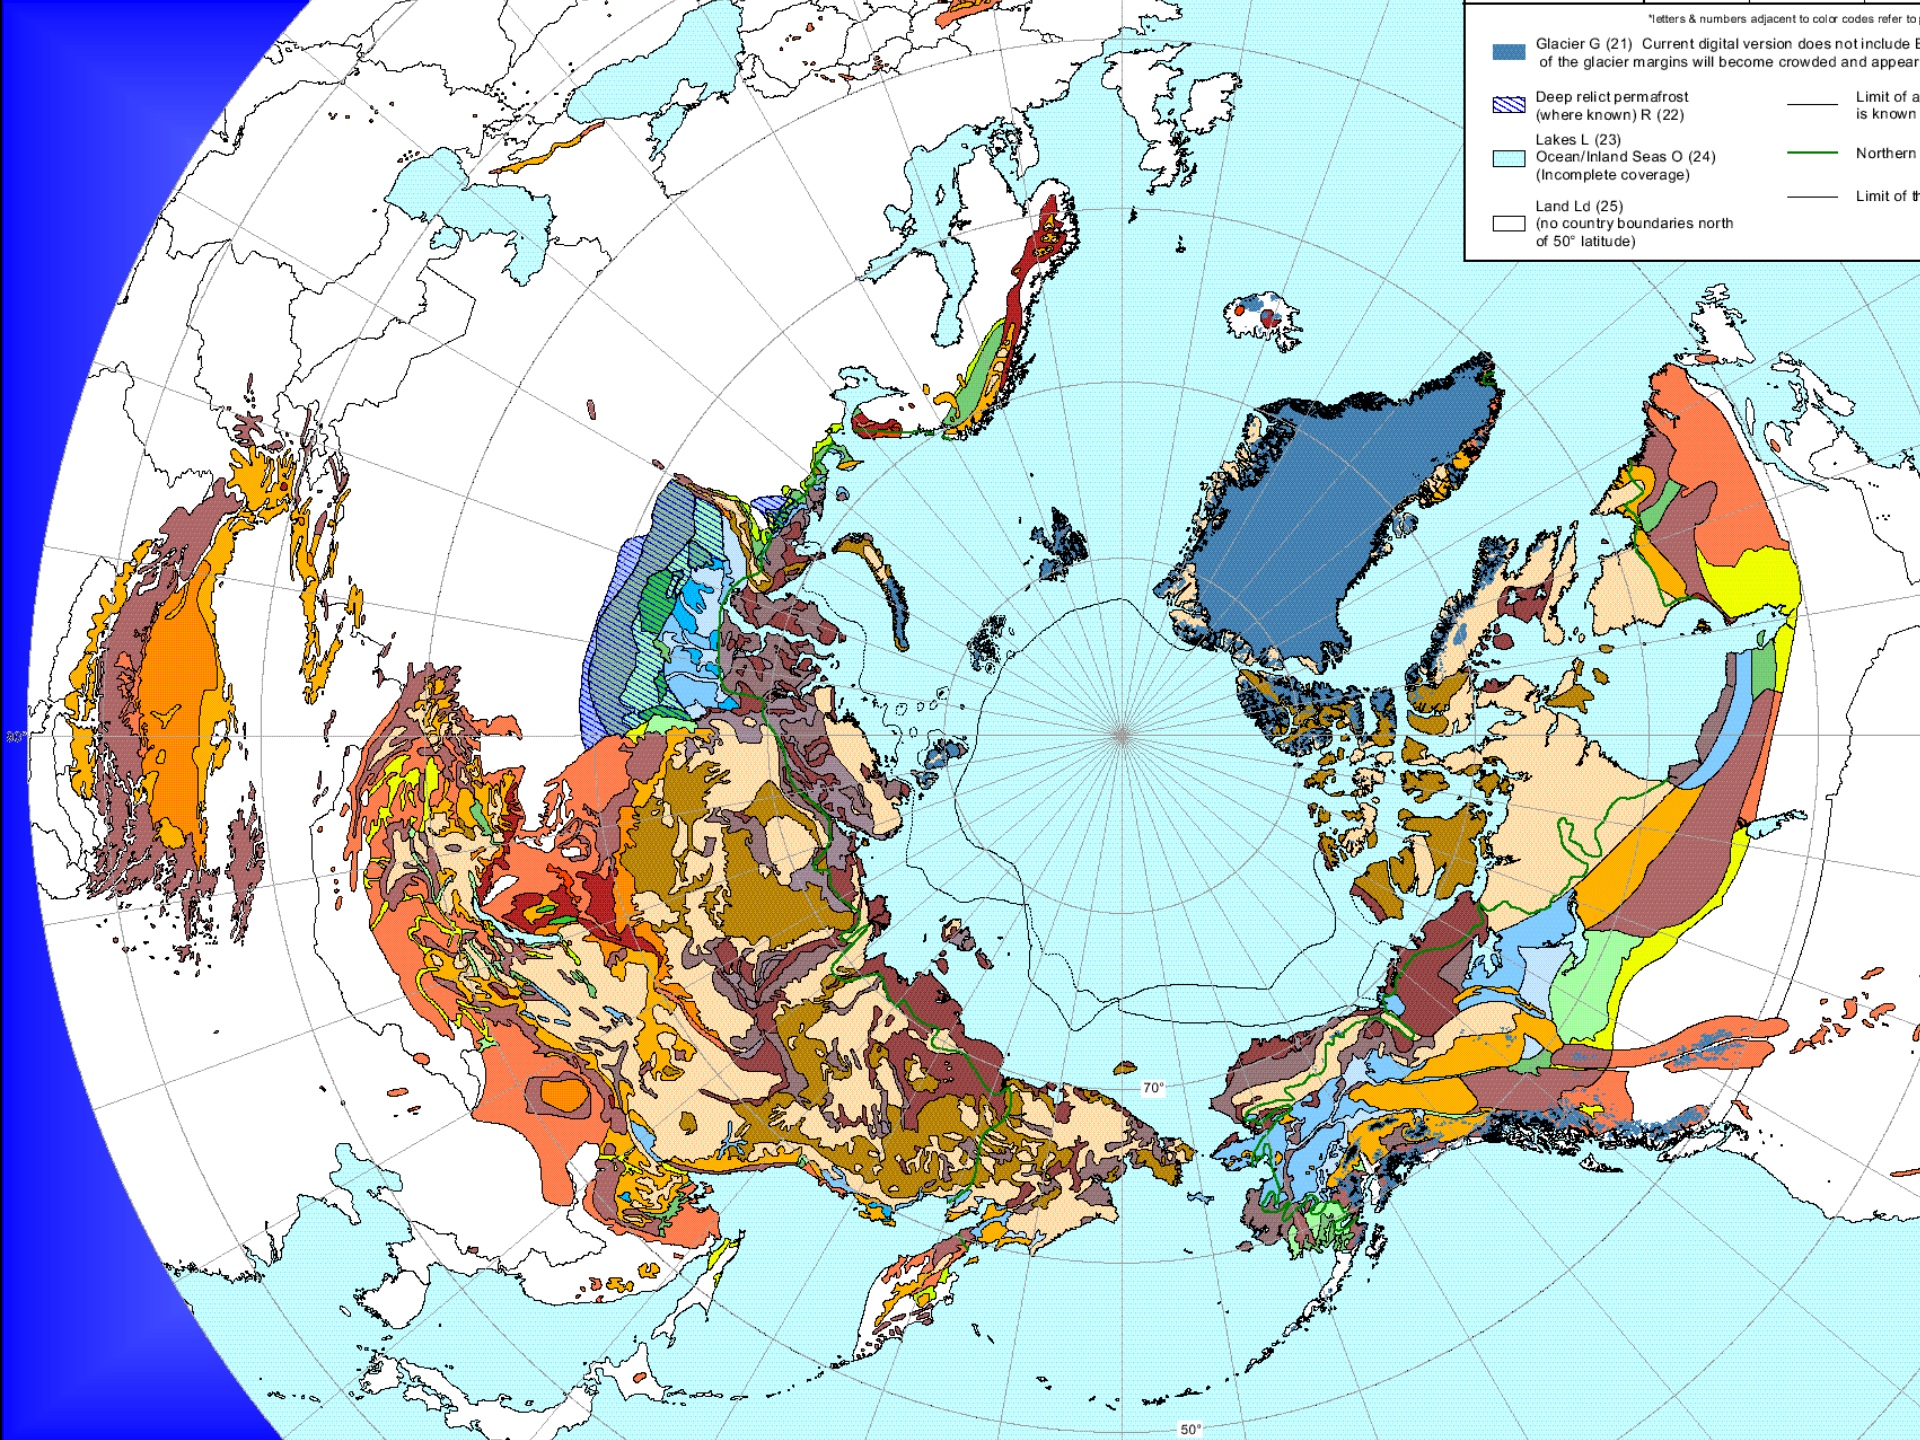 *letters & numbers adjacent to color codes refer to
Glacier G (21) Current digital version does not include
of the glacier margins will become crowded and appear
Deep relict permafrost
(where known) R (22)
Limit of
is known
Lakes L (23)
Ocean/Inland Seas O (24)
(Incomplete coverage)
Northern
Land Ld (25)
(no country boundaries north
of 50° latitude)
Limit of
90°
70°
50°